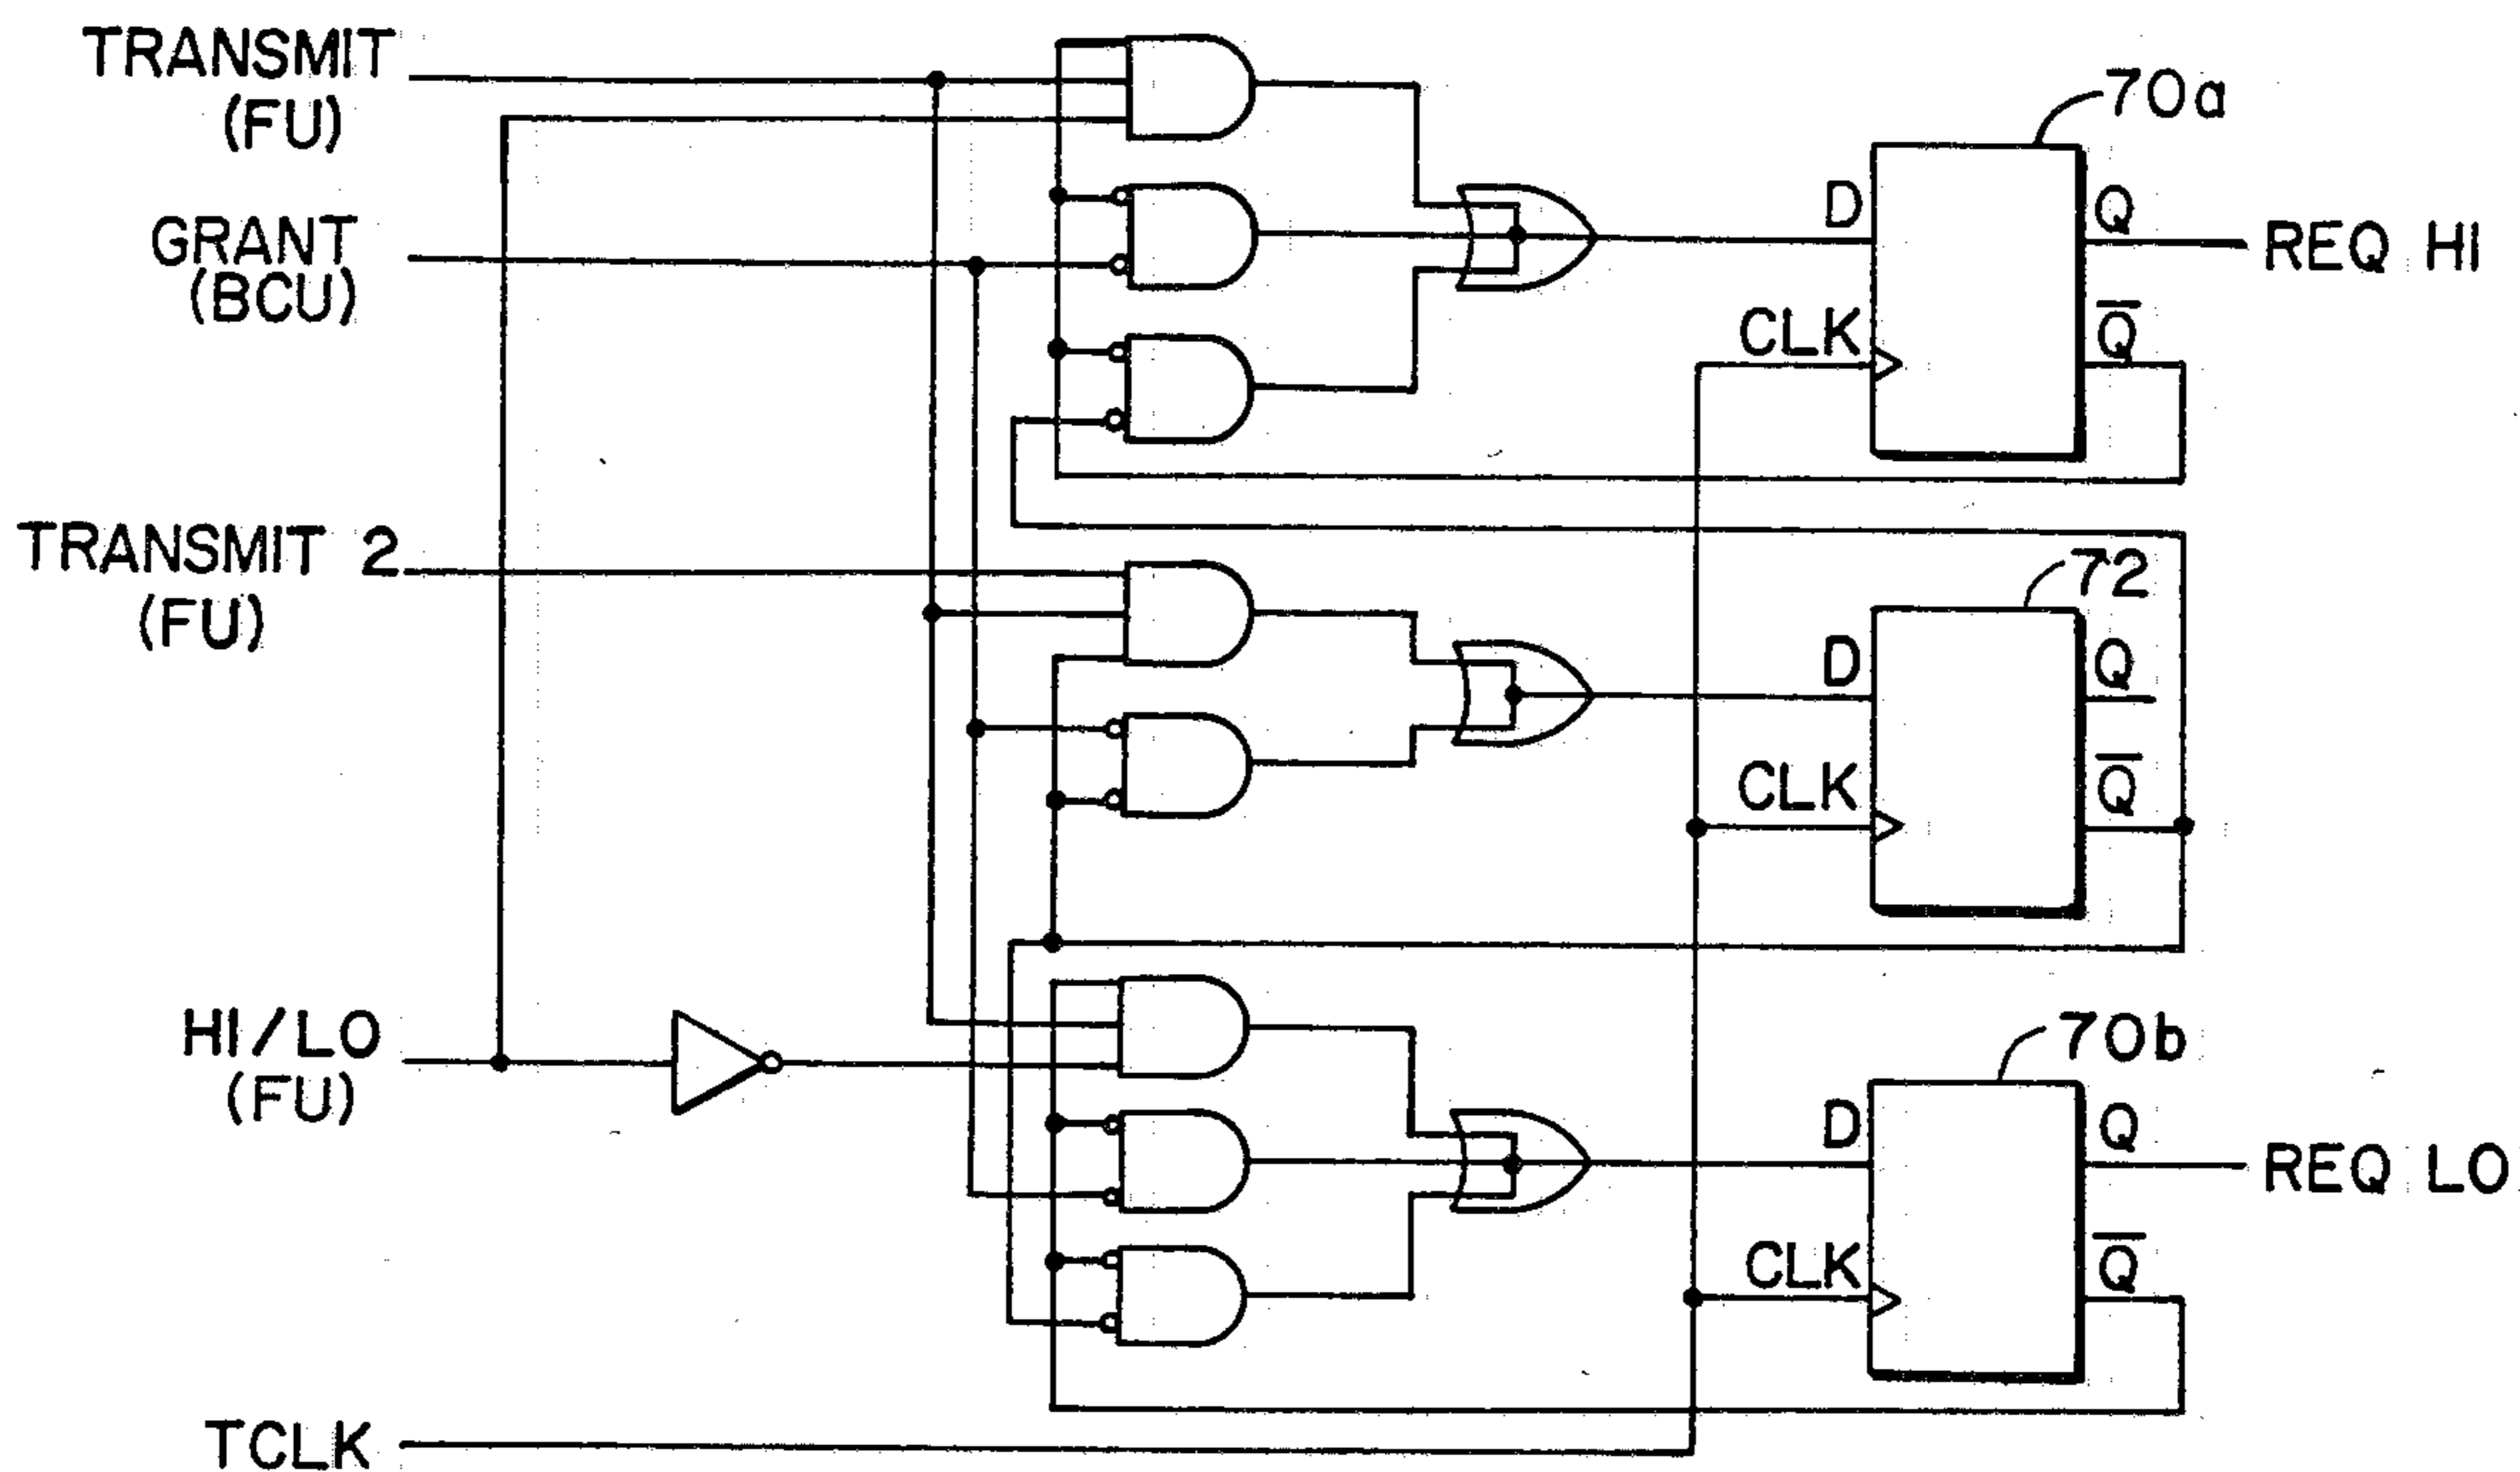 TRANSMIT
(FU)
GRANT
(BCU)
TRANSMIT 2
(FU)
HI/LO
(FU)
TCLK
70a
D
Q
REQ HI
CLK
Q̅
72
D
Q
CLK
Q̅
70b
D
Q
REQ LO
CLK
Q̅